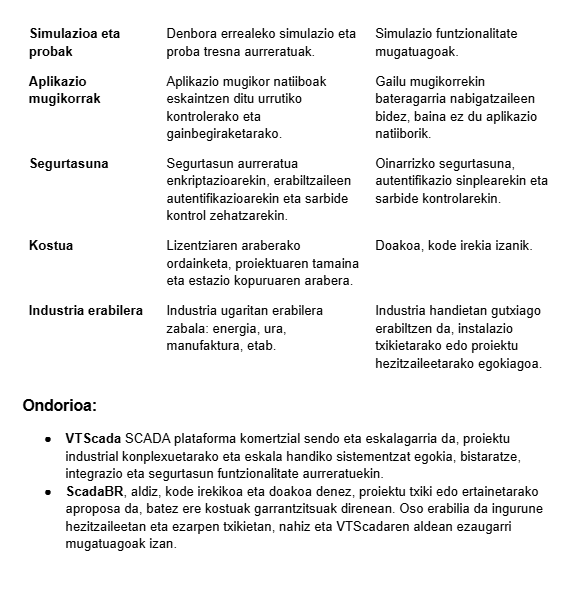 Simulazioa eta
probak
Denbora errealeko simulazio eta
proba tresna aurreratuak.
Simulazio funtzionalitate
mugatuagoak.
Aplikazio
mugikorrak
Aplikazio mugikor natiiboak
eskaintzen ditu urrutiko
kontrolerako eta
gainbegiraketarako.
Gailu mugikorrekin
bateragarria nabigatzaileen
bidez, baina ez du aplikazio
natiiborik.
Segurtasuna
Segurtasun aurreratua
enkriptazioarekin, erabiltzaileen
autentifikazioarekin eta sarbide
kontrol zehatzarekin.
Oinarrizko segurtasuna,
autentifikazio sinplearekin eta
sarbide kontrolarekin.
Kostua
Lizentziaren araberako
ordainketa, proiektuaren tamaina
eta estazio kopuruaren arabera.
Doakoa, kode irekia izanik.
Industria erabilera
Industria ugaritan erabilera
zabala: energia, ura,
manufaktura, etab.
Industria handietan gutxiago
erabiltzen da, instalazio
txikietarako edo proiektu
hezitzaileetarako egokiagoa.
Ondorioa:
● VTScada SCADA plataforma komertzial sendo eta eskalagarria da, proiektu
industrial konplexuetarako eta eskala handiko sistementzat egokia, bistaratze,
integrazio eta segurtasun funtzionalitate aurreratuekin.
● ScadaBR, aldiz, kode irekikoa eta doakoa denez, proiektu txiki edo ertainetarako
aproposa da, batez ere kostuak garrantzitsuak direnean. Oso erabilia da ingurune
hezitzaileetan eta ezarpen txikietan, nahiz eta VTScadaren aldean ezaugarri
mugatuagoak izan.